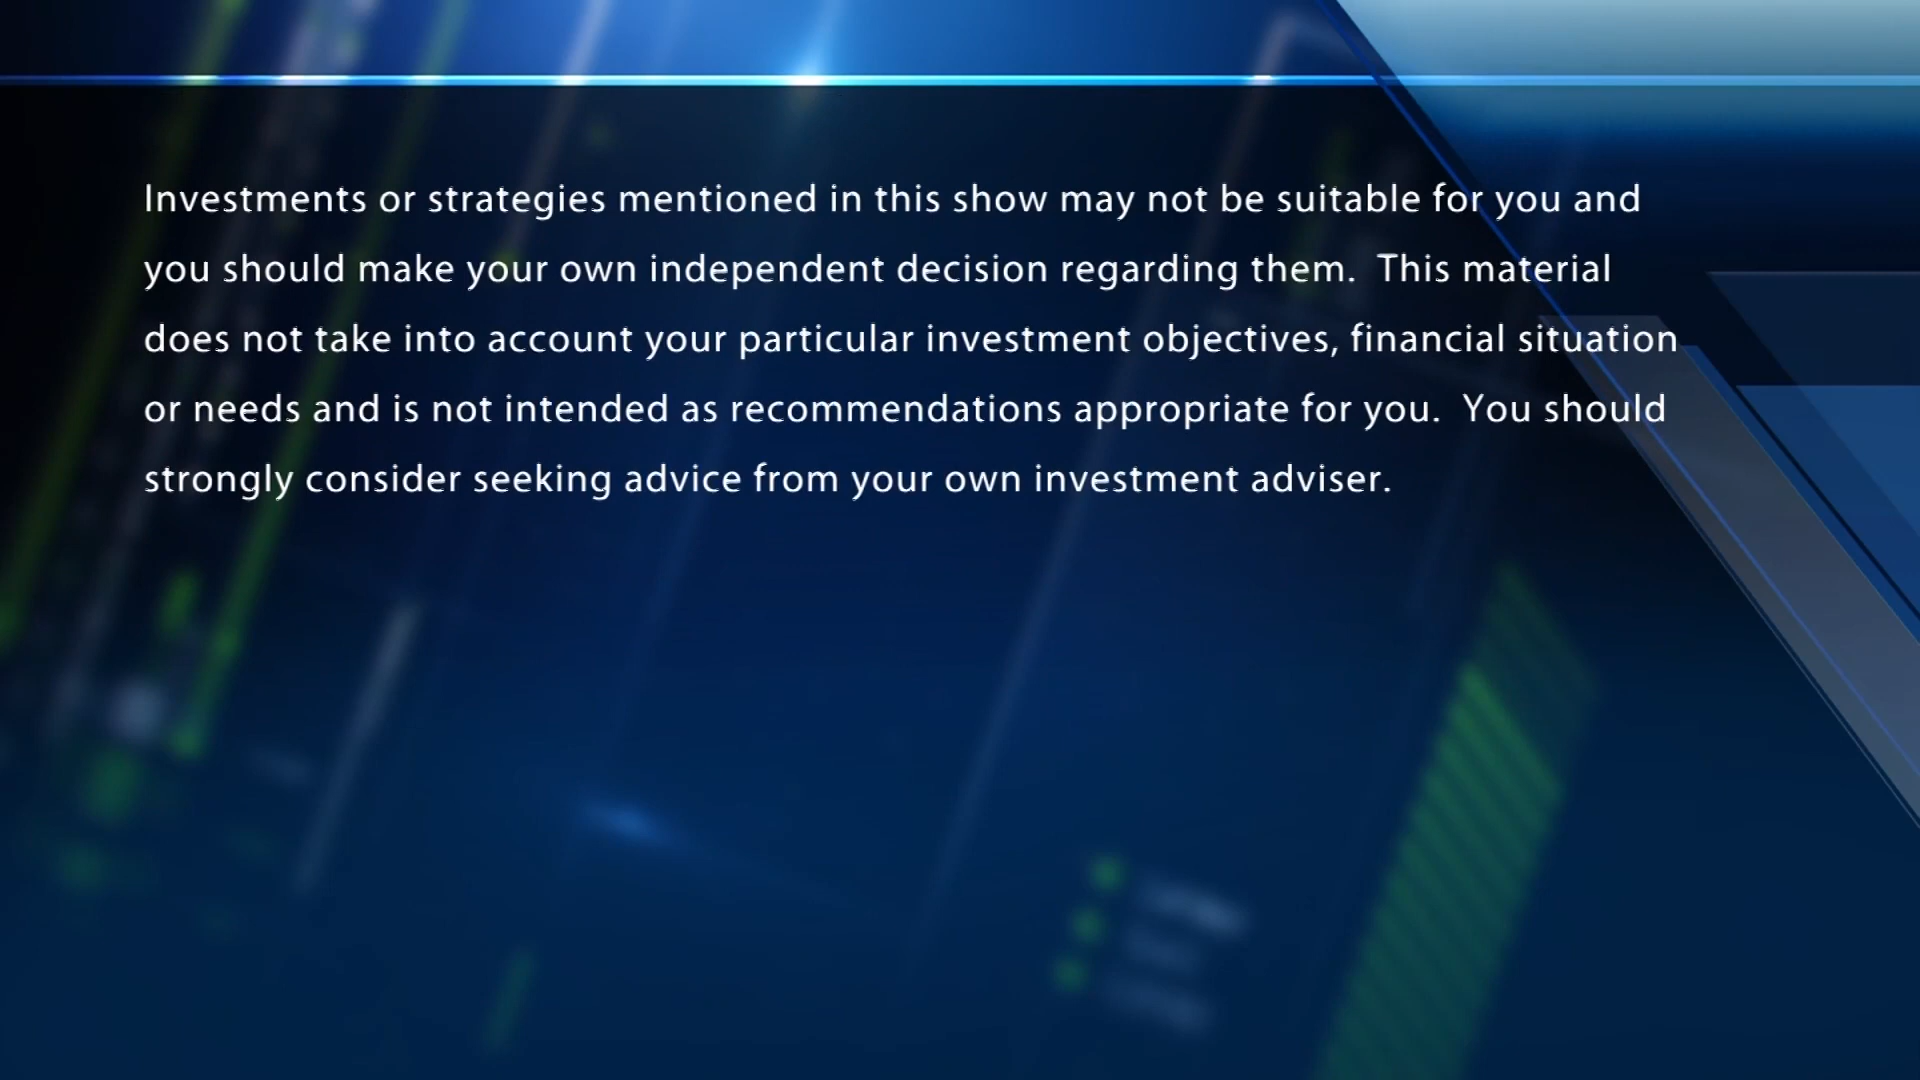 Investments or strategies mentioned in this show may not be suitable for you and
you should make your own independent decision regarding them.  This material
does not take into account your particular investment objectives, financial situation
or needs and is not intended as recommendations appropriate for you.  You should
strongly consider seeking advice from your own investment adviser.